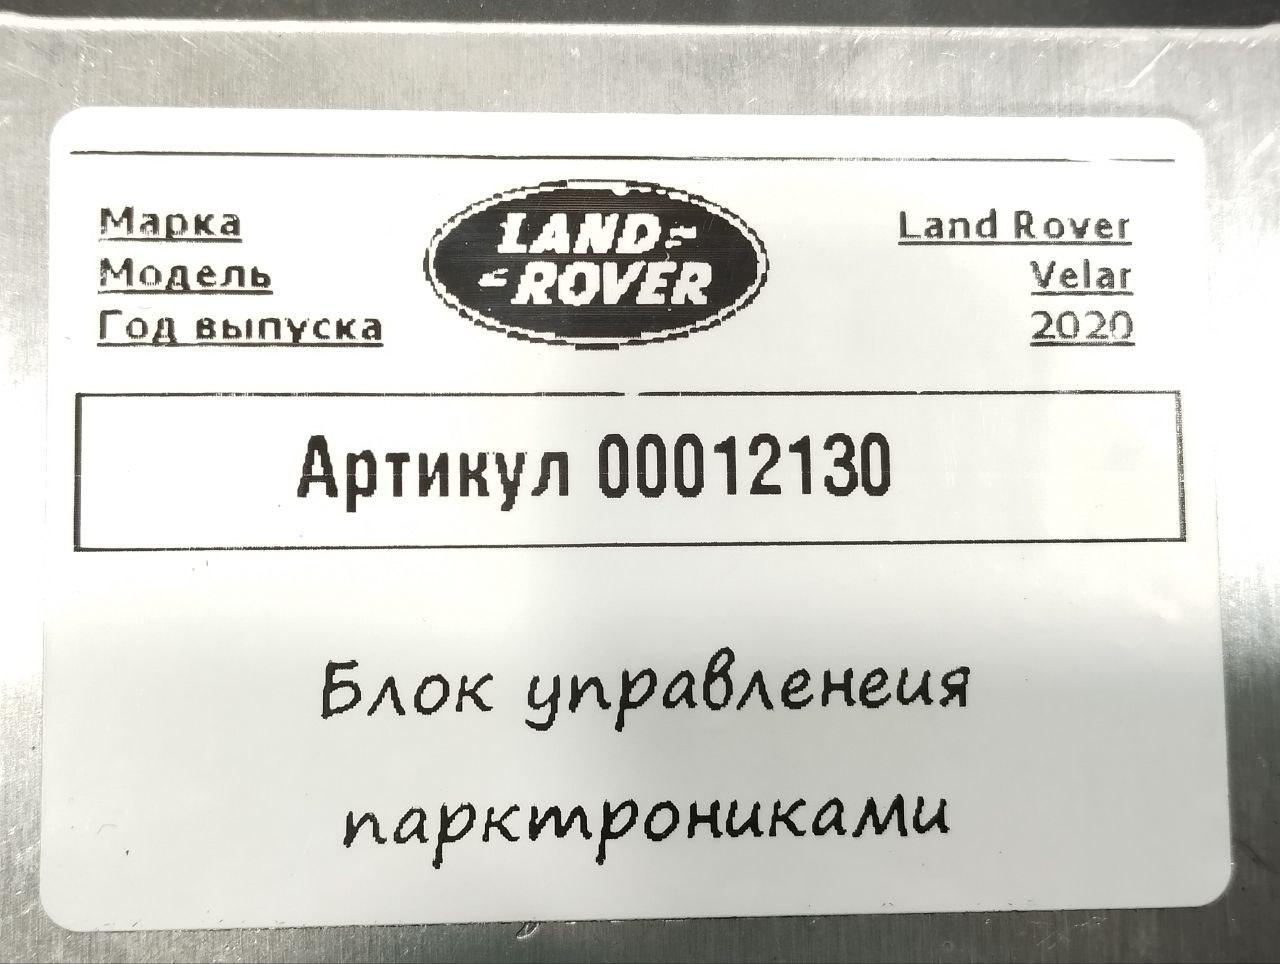 Марка
Модель
Год выпуска
LAND
ROVER
Land Rover
Velar
2020
Артикул 00012130
Блок управленеия
парктрониками